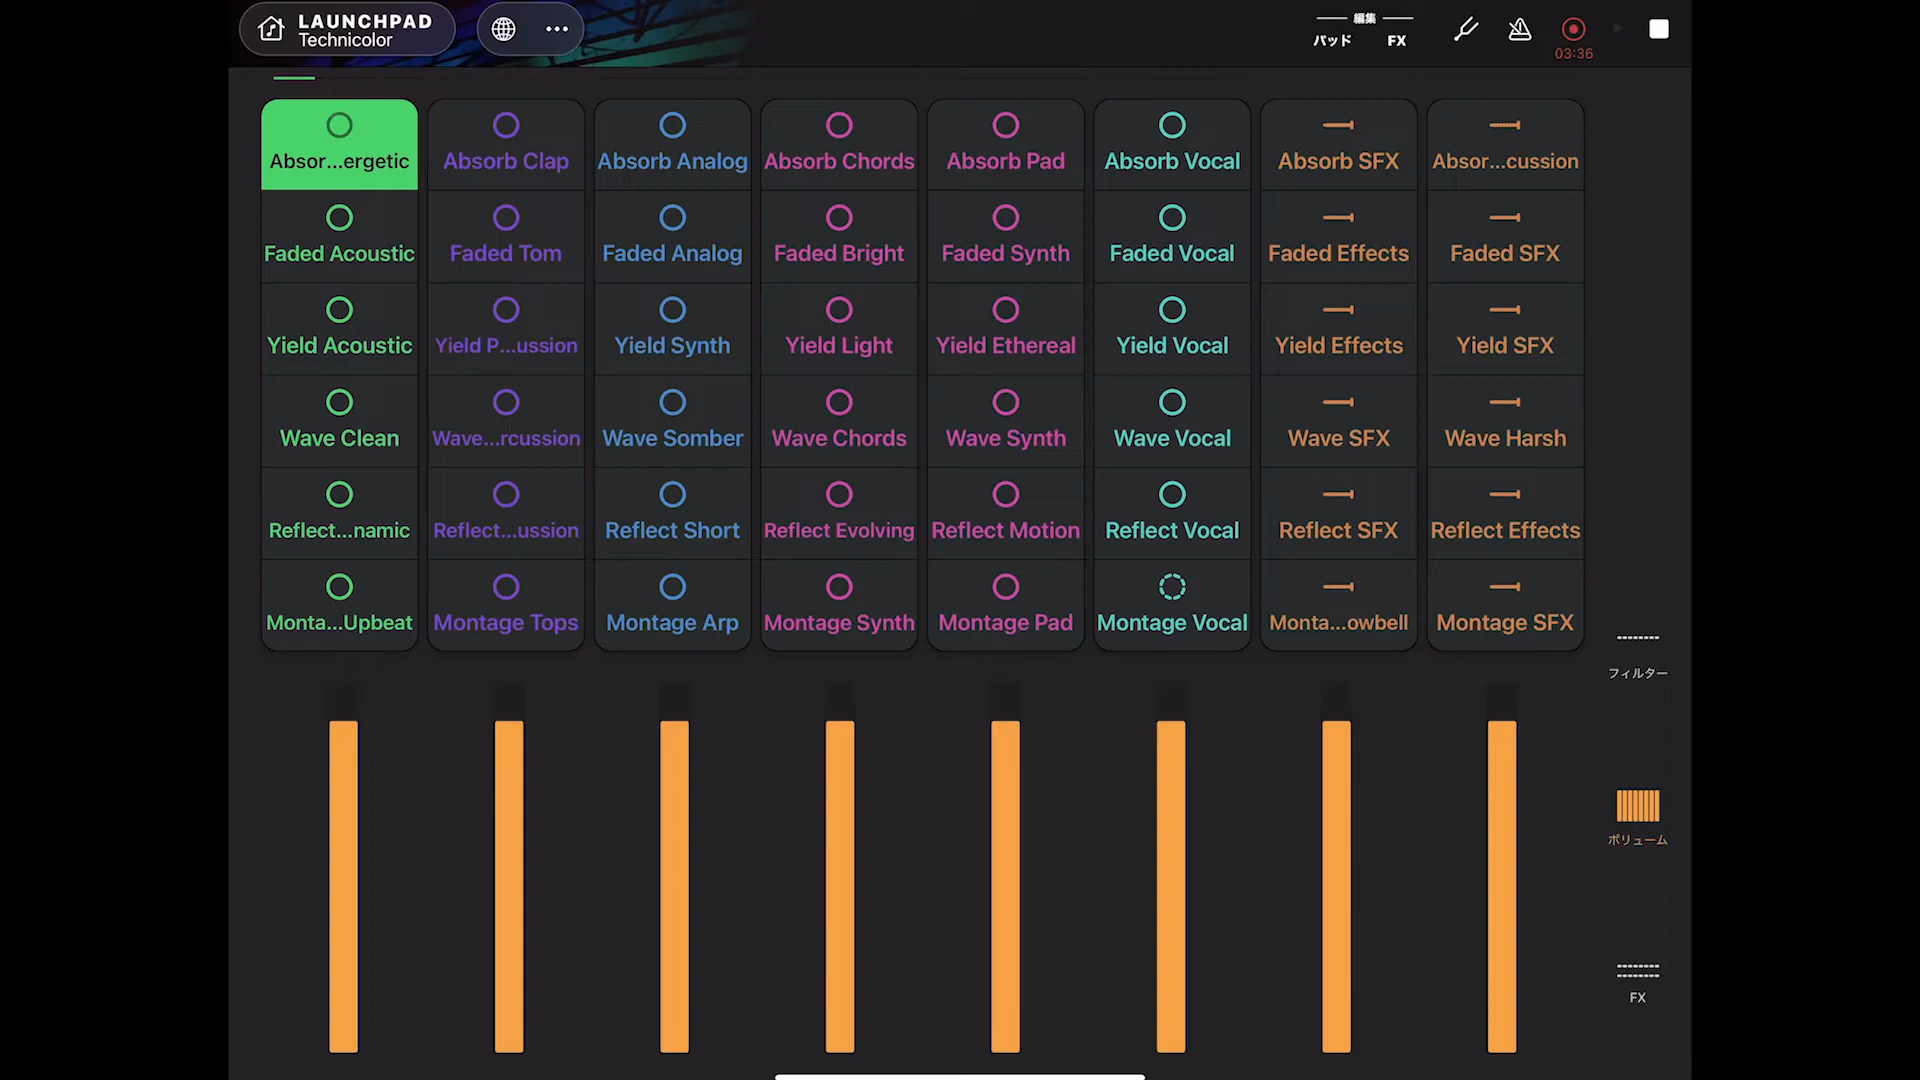 LAUNCHPAD
Technicolor
編集
パッド FX
03:36
Absor...ergetic Absorb Clap Absorb Analog Absorb Chords Absorb Pad Absorb Vocal Absorb SFX Absor...cussion
Faded Acoustic Faded Tom Faded Analog Faded Bright Faded Synth Faded Vocal Faded Effects Faded SFX
Yield Acoustic Yield P...ussion Yield Synth Yield Light Yield Ethereal Yield Vocal Yield Effects Yield SFX
Wave Clean Wave...rcussion Wave Somber Wave Chords Wave Synth Wave Vocal Wave SFX Wave Harsh
Reflect...namic Reflect...ussion Reflect Short Reflect Evolving Reflect Motion Reflect Vocal Reflect SFX Reflect Effects
Monta...Upbeat Montage Tops Montage Arp Montage Synth Montage Pad Montage Vocal Monta...owbell Montage SFX
フィルター
ボリューム
FX